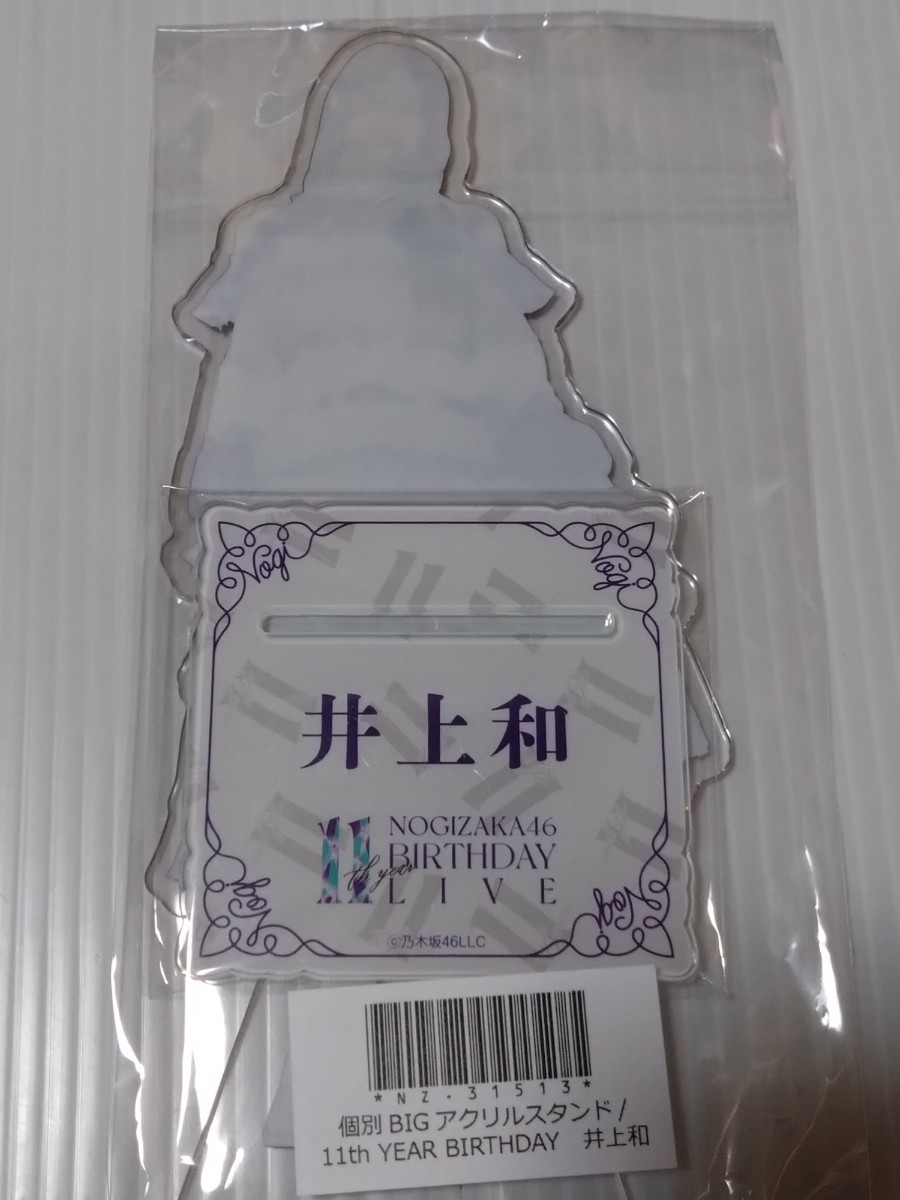 Nogi
Nogi
井上和
11
th year
NOGIZAKA46
BIRTHDAY
LIVE
Nogi
Nogi
©乃木坂46LLC
*NZ-31513*
個別BIGアクリルスタンド/
11th YEAR BIRTHDAY 井上和